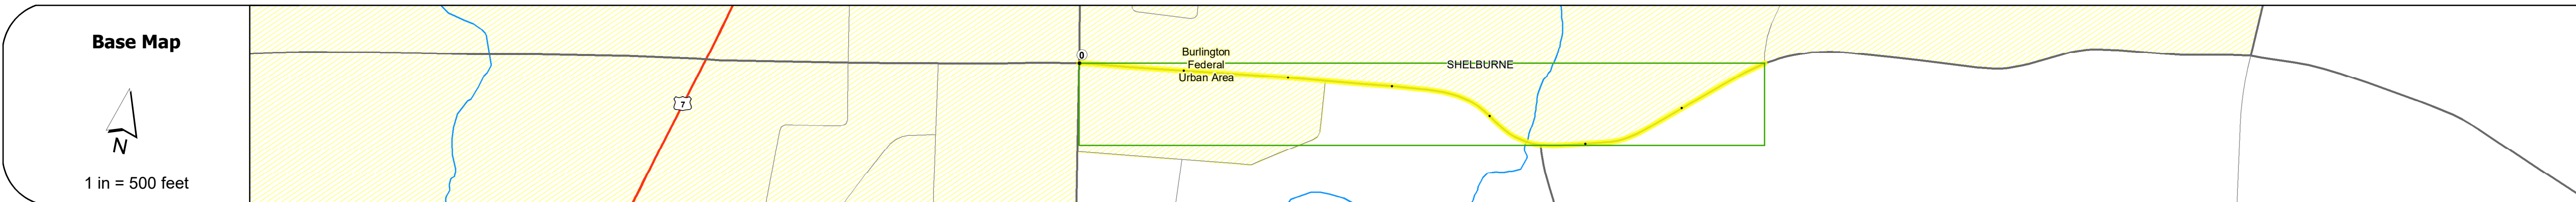 Base Map
N
1 in = 500 feet
7
0
Burlington
Federal
Urban Area
SHELBURNE